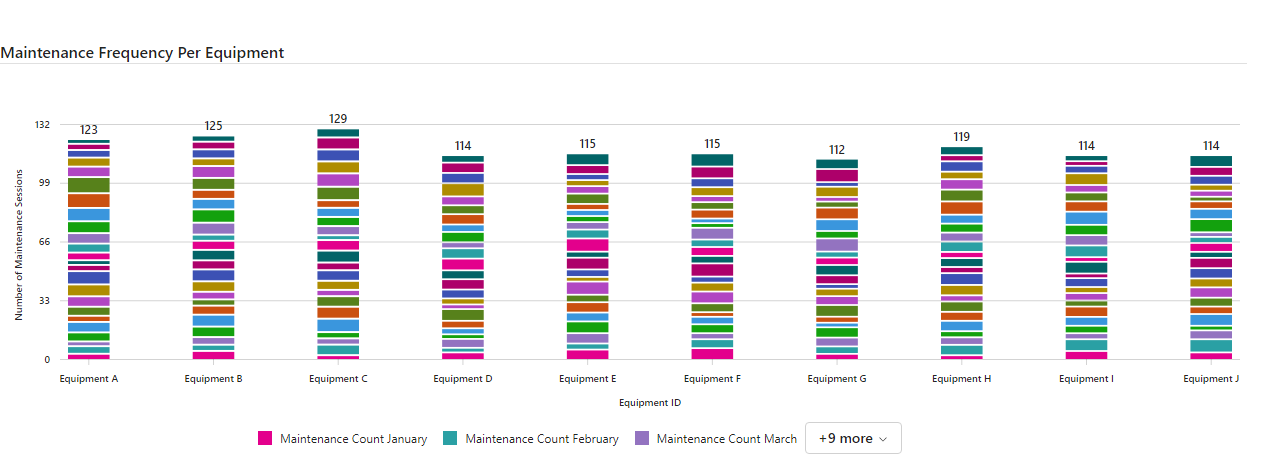 Maintenance Frequency Per Equipment
Number of Maintenance Sessions
132
99
66
33
0
123
125
129
114
115
115
112
119
114
114
Equipment A
Equipment B
Equipment C
Equipment D
Equipment E
Equipment F
Equipment G
Equipment H
Equipment I
Equipment J
Equipment ID
Maintenance Count January
Maintenance Count February
Maintenance Count March
+9 more